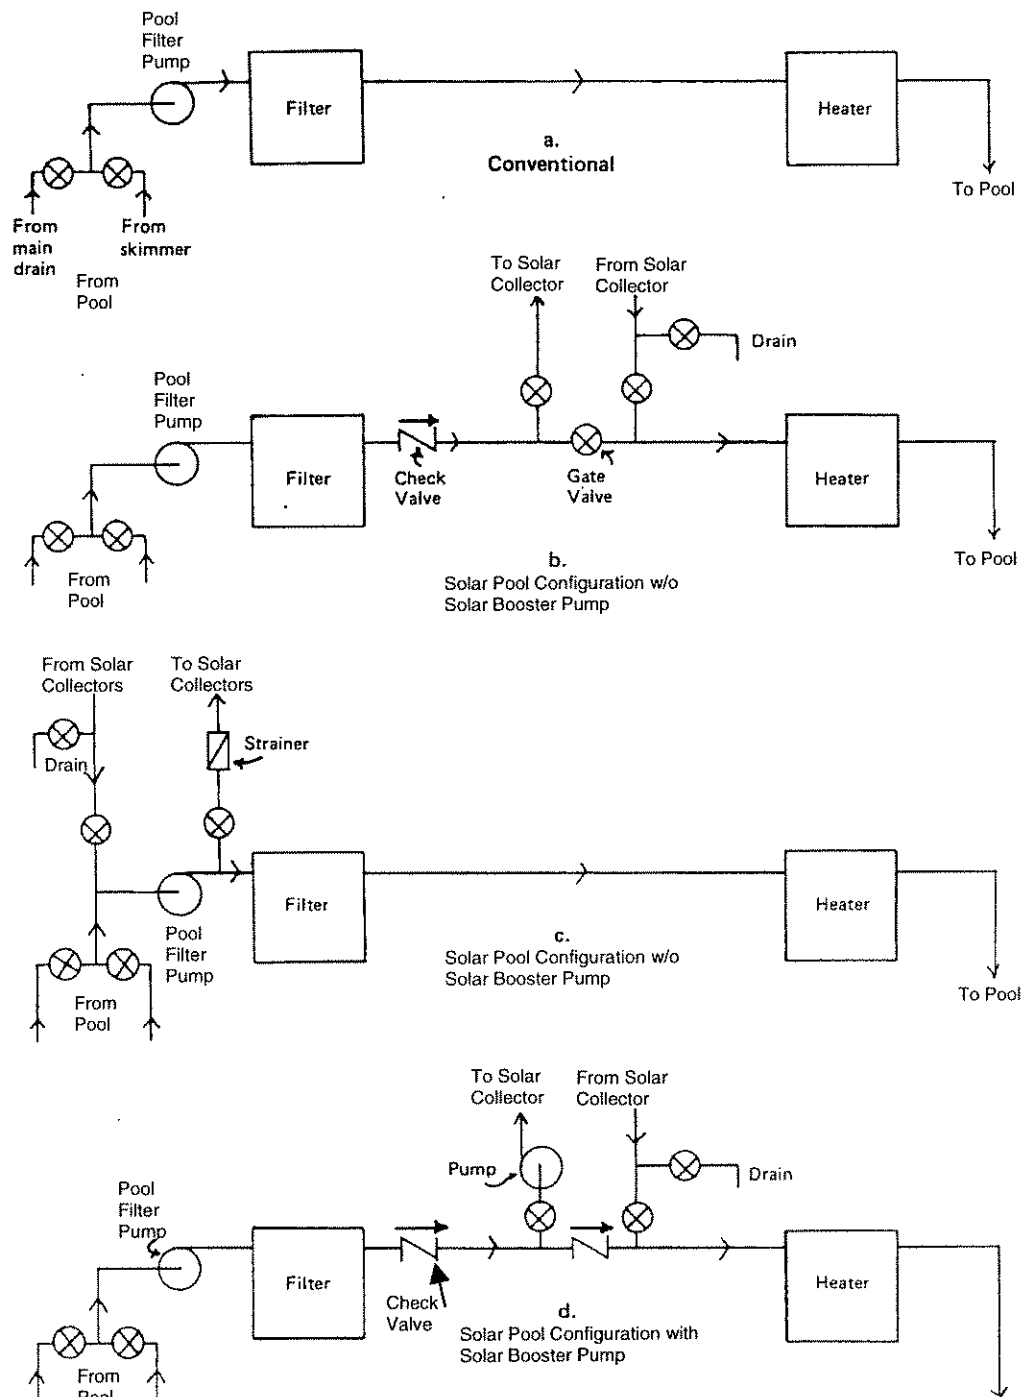 Pool
Filter
Pump
Filter
Heater
a.
Conventional
To Pool
From
main
drain
From
skimmer
From
Pool
To Solar
Collector
From Solar
Collector
Drain
Pool
Filter
Pump
Filter
Check
Valve
Gate
Valve
Heater
From
Pool
To Pool
b.
Solar Pool Configuration w/o
Solar Booster Pump
From Solar
Collectors
To Solar
Collectors
Drain
Strainer
Filter
Heater
Pool
Filter
Pump
c.
Solar Pool Configuration w/o
Solar Booster Pump
From
Pool
To Pool
To Solar
Collector
From Solar
Collector
Pump
Drain
Pool
Filter
Pump
Filter
Heater
Check
Valve
d.
Solar Pool Configuration with
Solar Booster Pump
From
Pool